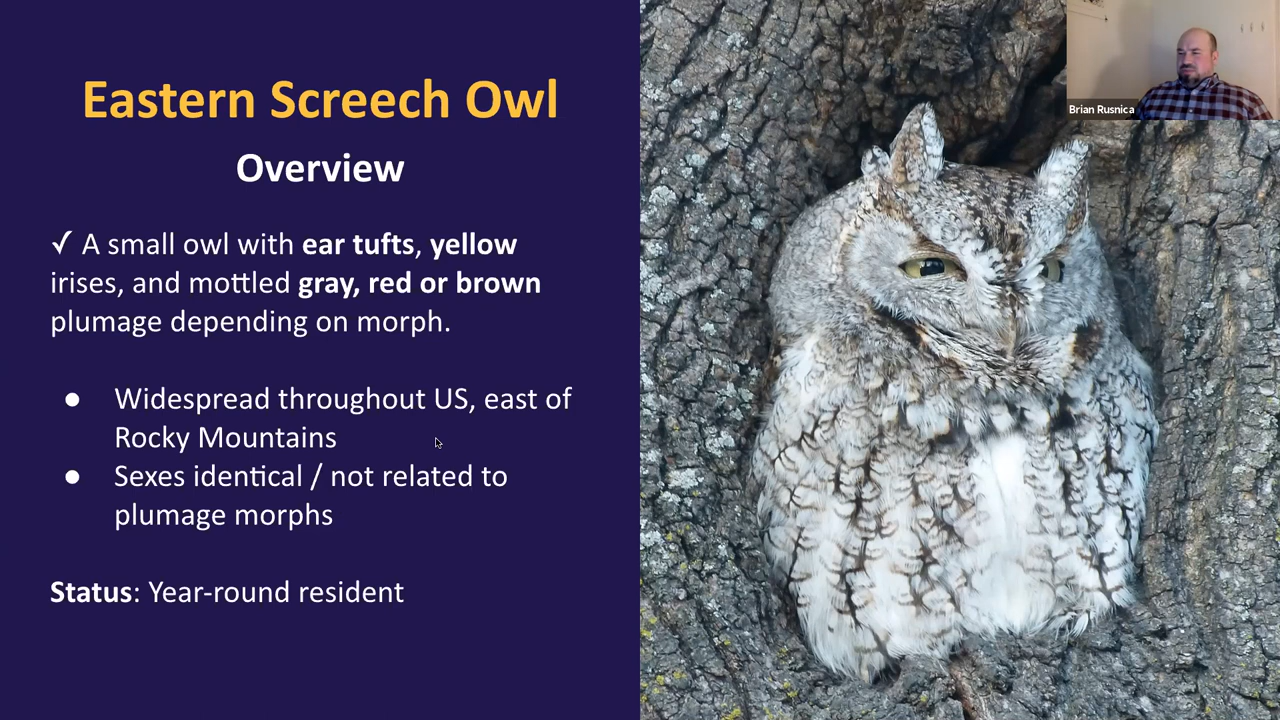 Eastern Screech Owl
Overview
✓ A small owl with ear tufts, yellow
irises, and mottled gray, red or brown
plumage depending on morph.
● Widespread throughout US, east of
Rocky Mountains
● Sexes identical / not related to
plumage morphs
Status: Year-round resident
Brian Rusnica